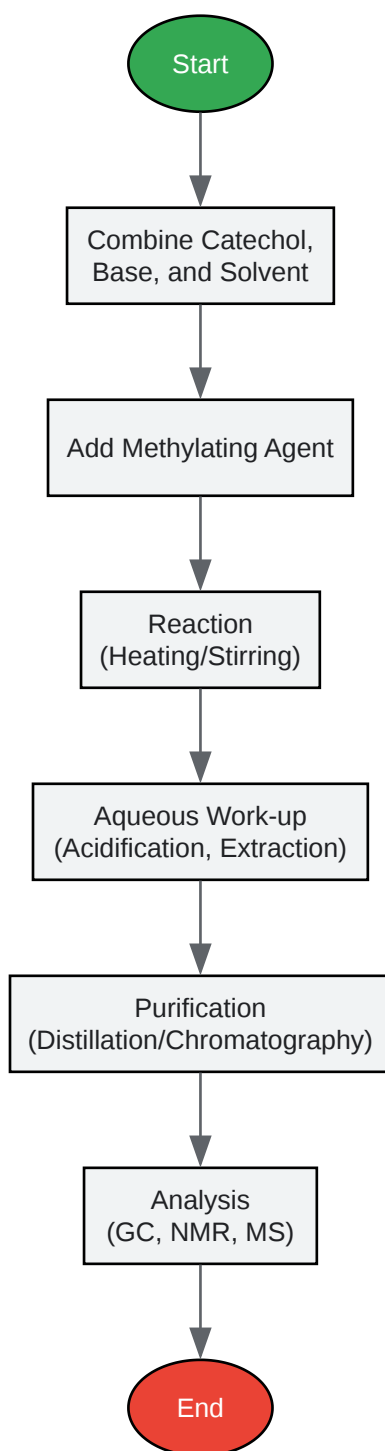 Start
Combine Catechol,
Base, and Solvent
Add Methylating Agent
Reaction
(Heating/Stirring)
Aqueous Work-up
(Acidification, Extraction)
Purification
(Distillation/Chromatography)
Analysis
(GC, NMR, MS)
End